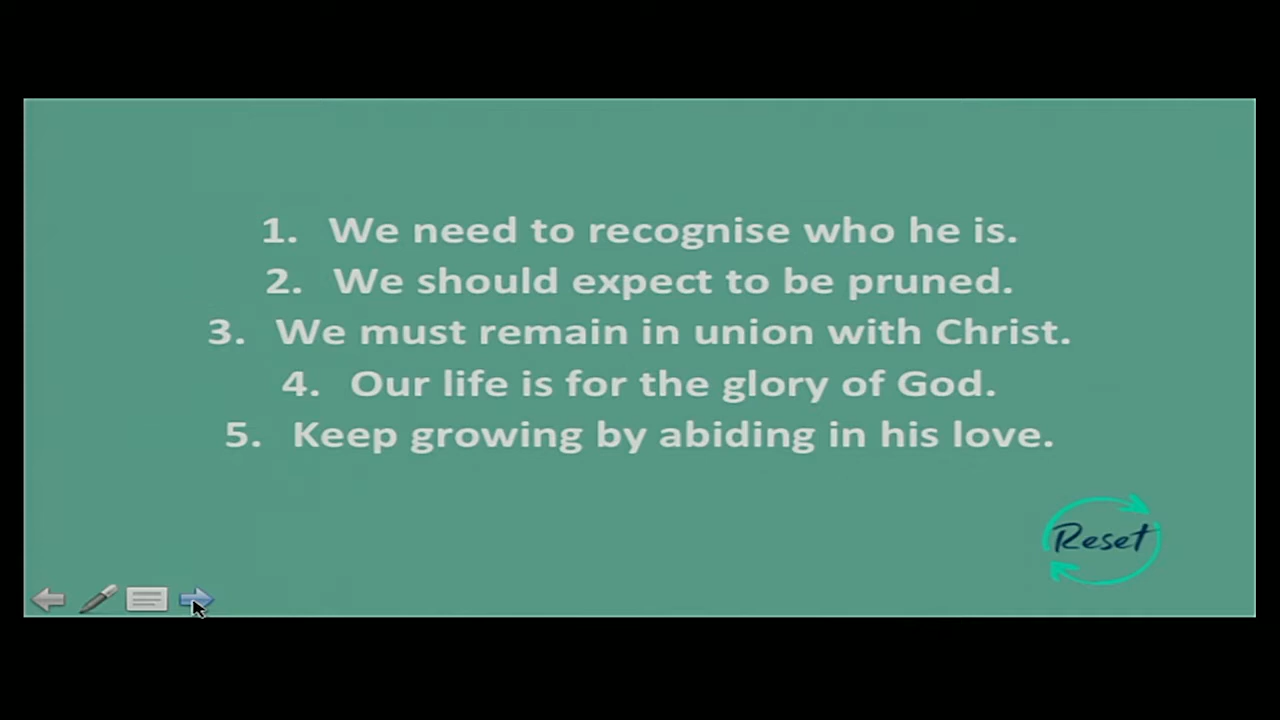 1. We need to recognise who he is.
2. We should expect to be pruned.
3. We must remain in union with Christ.
4. Our life is for the glory of God.
5. Keep growing by abiding in his love.
Reset